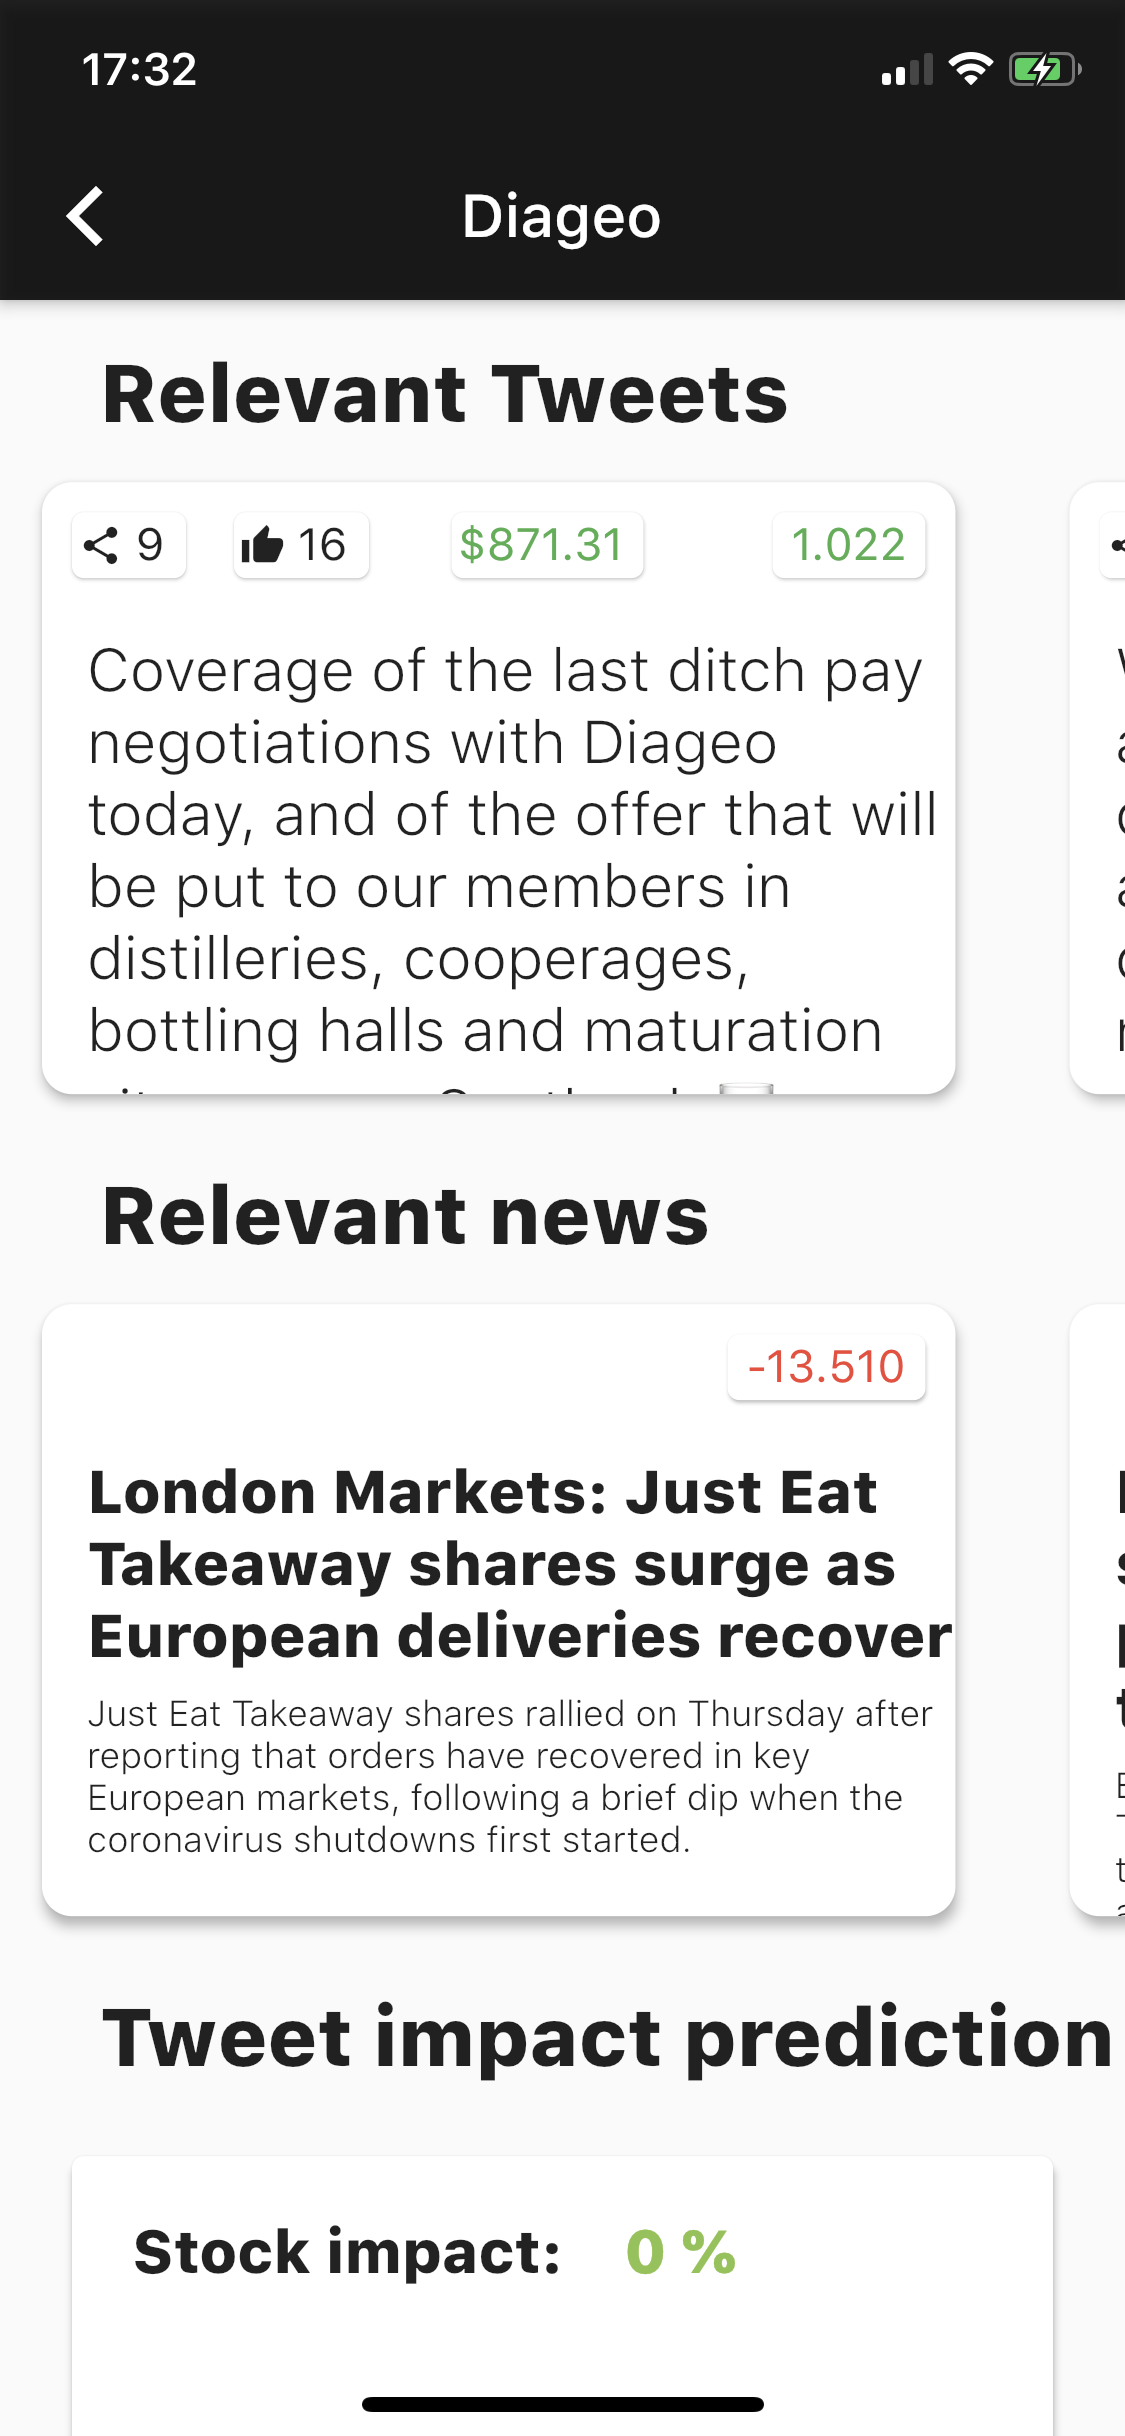 17:32
Diageo
Relevant Tweets
9
16
$871.31
1.022
Coverage of the last ditch pay
negotiations with Diageo
today, and of the offer that will
be put to our members in
distilleries, cooperages,
bottling halls and maturation
Relevant news
-13.510
London Markets: Just Eat
Takeaway shares surge as
European deliveries recover
Just Eat Takeaway shares rallied on Thursday after
reporting that orders have recovered in key
European markets, following a brief dip when the
coronavirus shutdowns first started.
Tweet impact prediction
Stock impact: 0 %